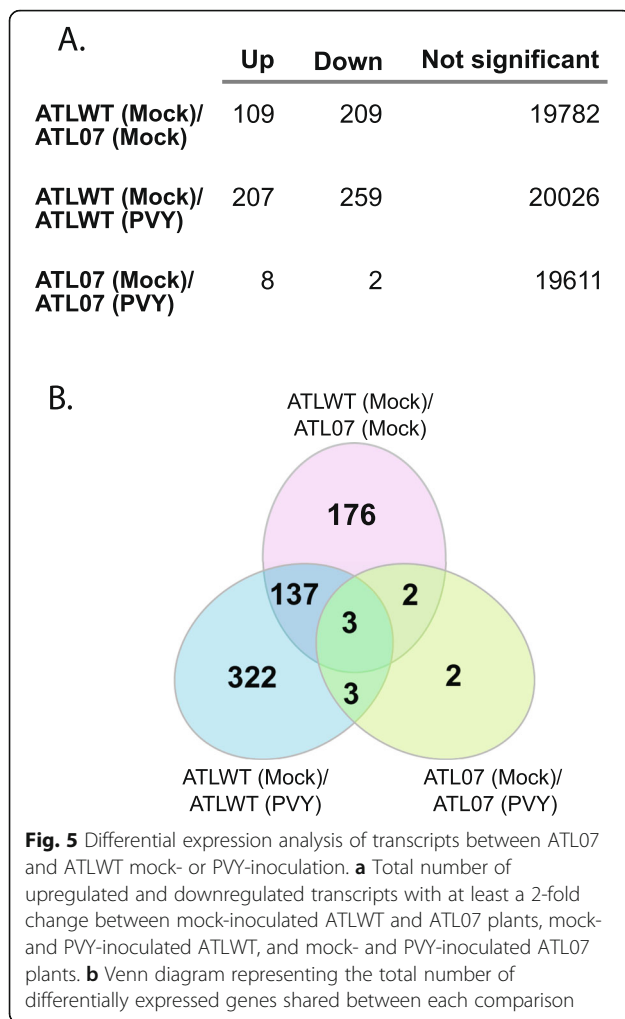 A.
Up Down Not significant
ATLWT (Mock)/
ATL07 (Mock)
109 209 19782
ATLWT (Mock)/
ATLWT (PVY)
207 259 20026
ATL07 (Mock)/
ATL07 (PVY)
8 2 19611
B.
ATLWT (Mock)/
ATL07 (Mock)
176
137 2
3
322 2
3
ATLWT (Mock)/
ATLWT (PVY)
ATL07 (Mock)/
ATL07 (PVY)
Fig. 5 Differential expression analysis of transcripts between ATL07
and ATLWT mock- or PVY-inoculation. a Total number of
upregulated and downregulated transcripts with at least a 2-fold
change between mock-inoculated ATLWT and ATL07 plants, mock-
and PVY-inoculated ATLWT, and mock- and PVY-inoculated ATL07
plants. b Venn diagram representing the total number of
differentially expressed genes shared between each comparison